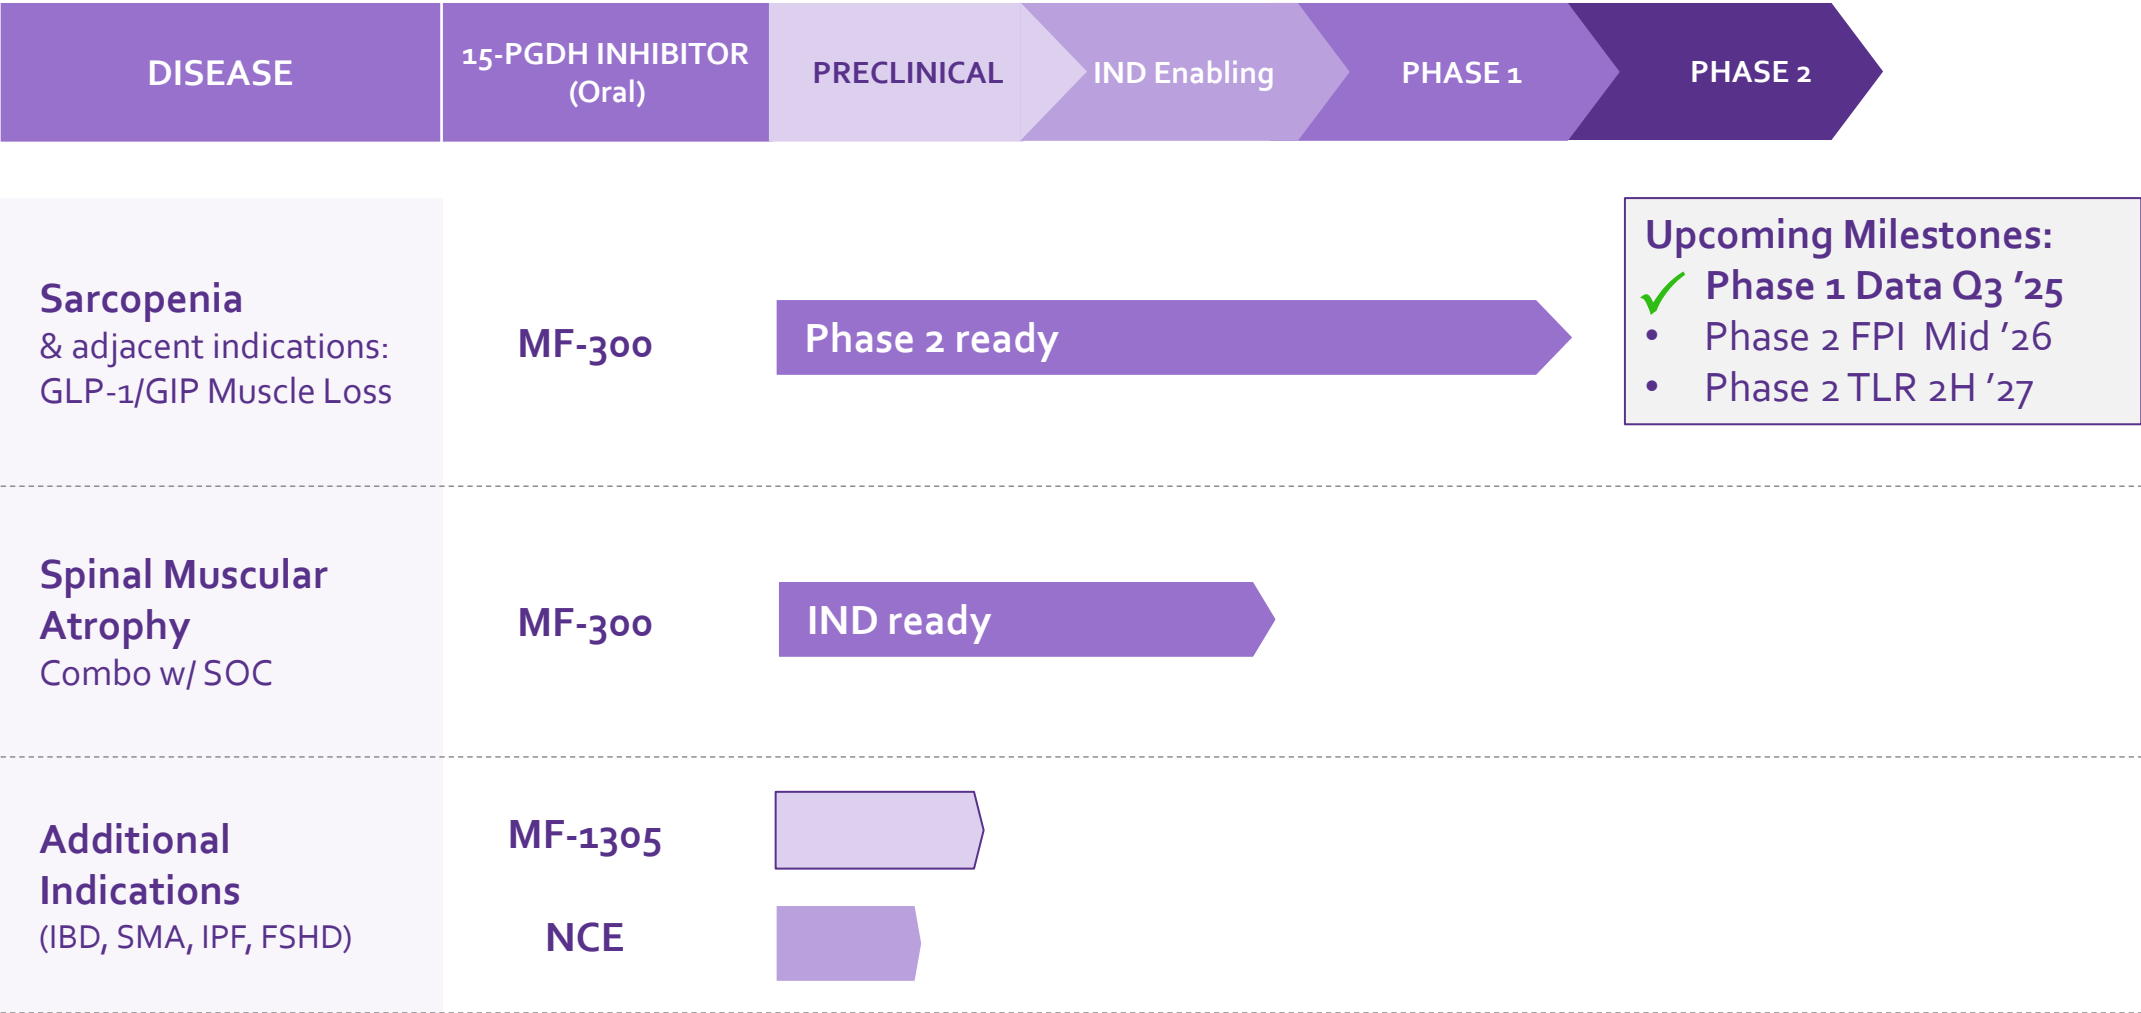 DISEASE
15-PGDH INHIBITOR
(Oral)
PRECLINICAL
IND Enabling
PHASE 1
PHASE 2
Sarcopenia
& adjacent indications:
GLP-1/GIP Muscle Loss
MF-300
Phase 2 ready
Upcoming Milestones:
✓ Phase 1 Data Q3 ’25
• Phase 2 FPI Mid ’26
• Phase 2 TLR 2H ’27
Spinal Muscular
Atrophy
Combo w/ SOC
MF-300
IND ready
Additional
Indications
(IBD, SMA, IPF, FSHD)
MF-1305
NCE